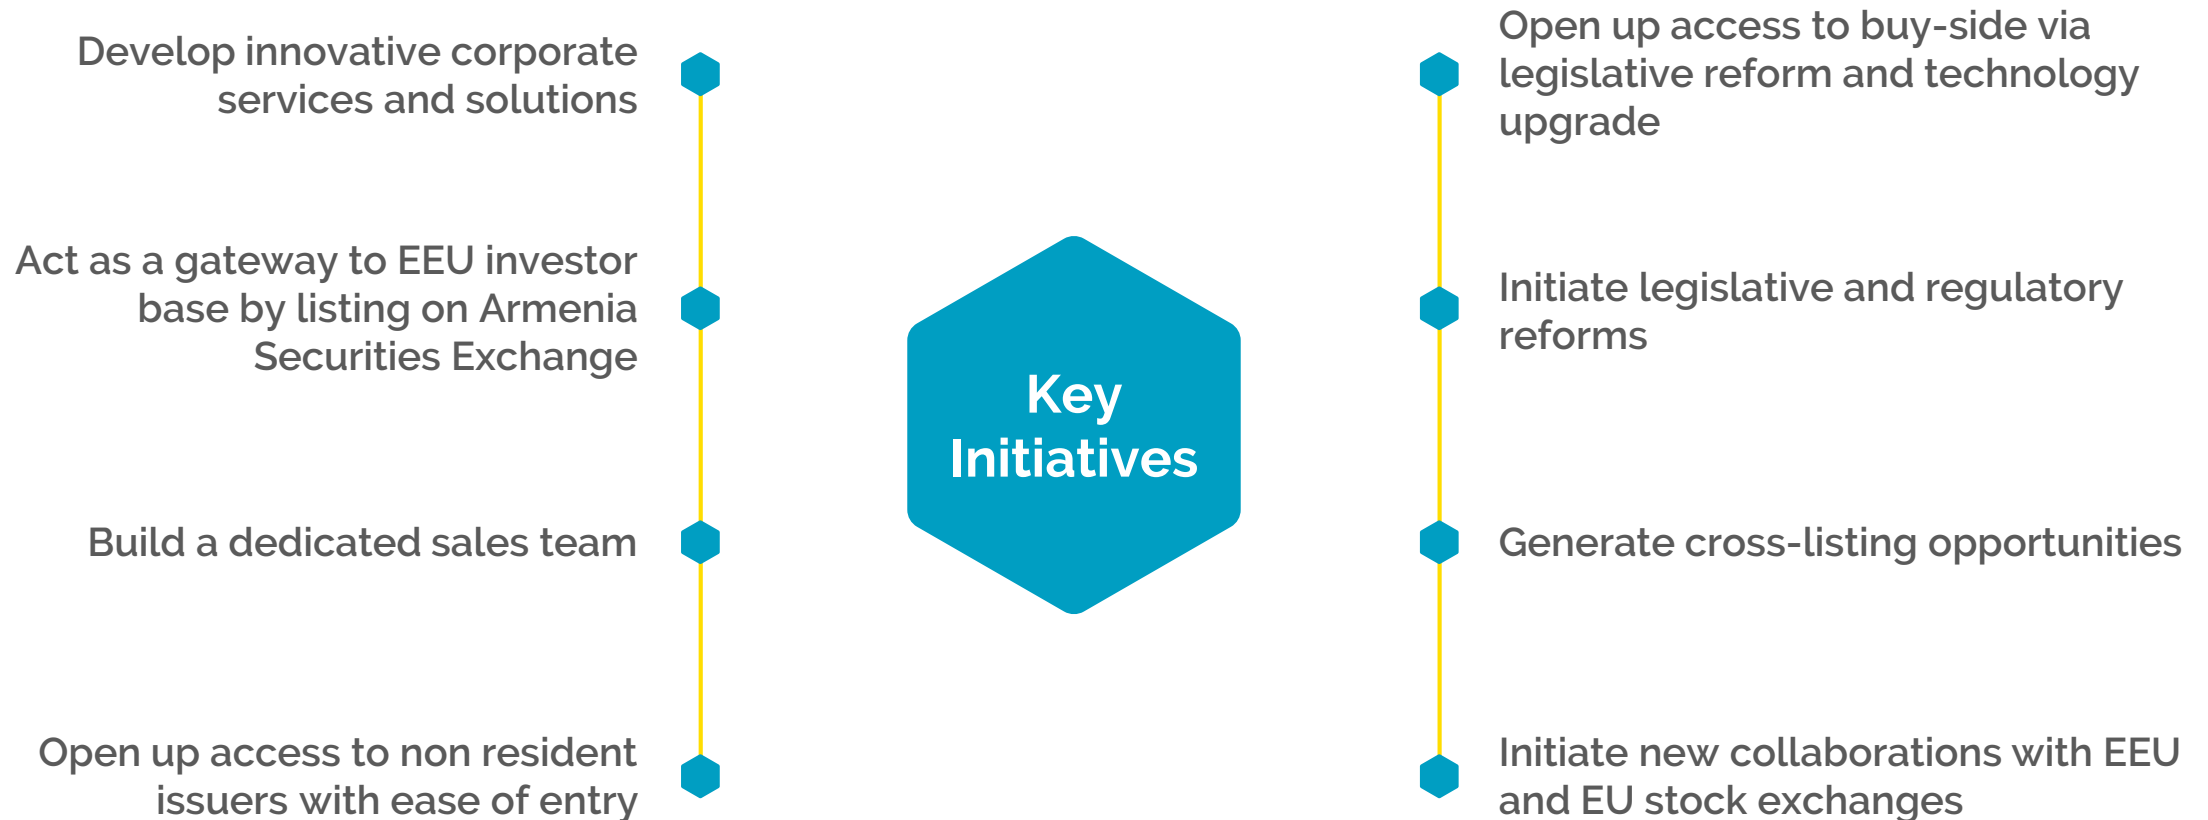 Develop innovative corporate
services and solutions
Act as a gateway to EEU investor
base by listing on Armenia
Securities Exchange
Build a dedicated sales team
Open up access to non resident
issuers with ease of entry
Key
Initiatives
Open up access to buy-side via
legislative reform and technology
upgrade
Initiate legislative and regulatory
reforms
Generate cross-listing opportunities
Initiate new collaborations with EEU
and EU stock exchanges